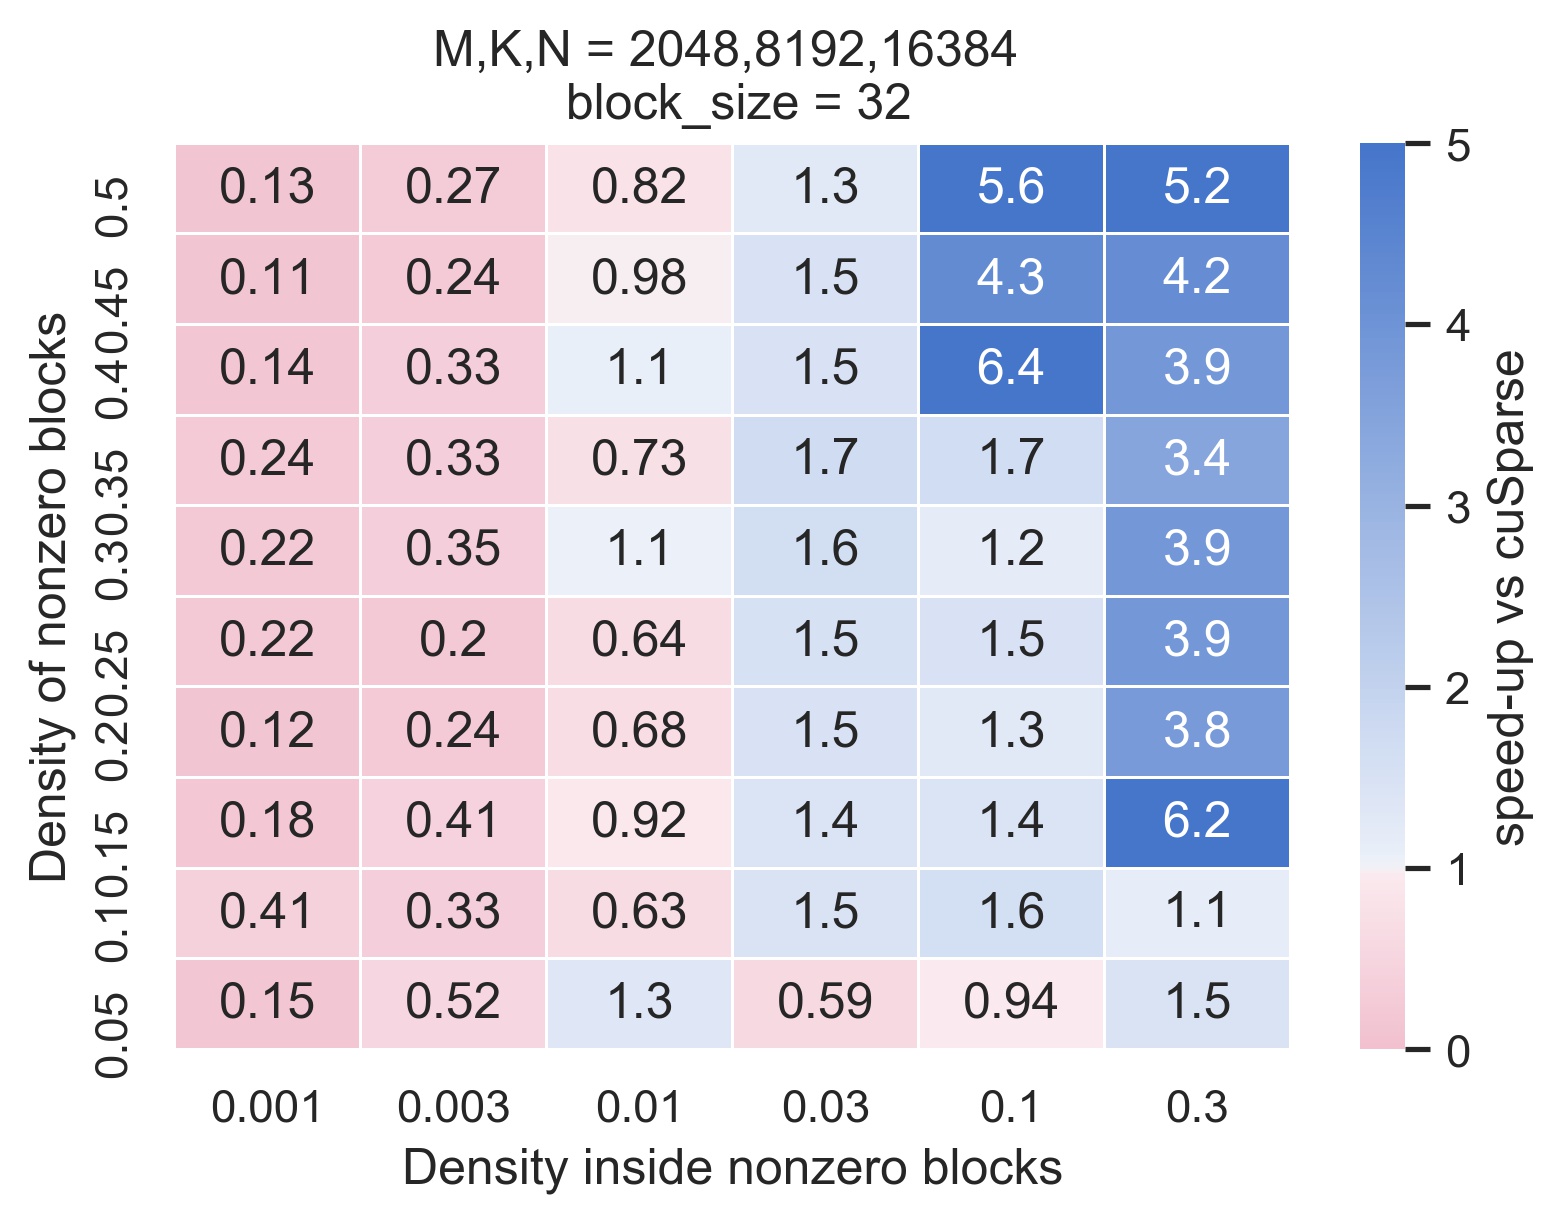 M,K,N = 2048,8192,16384
block_size = 32
Density of nonzero blocks
0.5 0.13 0.27 0.82 1.3 5.6 5.2
0.45 0.11 0.24 0.98 1.5 4.3 4.2
0.4 0.14 0.33 1.1 1.5 6.4 3.9
0.35 0.24 0.33 0.73 1.7 1.7 3.4
0.30 0.22 0.35 1.1 1.6 1.2 3.9
0.25 0.22 0.2 0.64 1.5 1.5 3.9
0.20 0.12 0.24 0.68 1.5 1.3 3.8
0.15 0.18 0.41 0.92 1.4 1.4 6.2
0.10 0.41 0.33 0.63 1.5 1.6 1.1
0.05 0.15 0.52 1.3 0.59 0.94 1.5
0.001 0.003 0.01 0.03 0.1 0.3
Density inside nonzero blocks
5
4
3
2
1
0
speed-up vs cuSparse